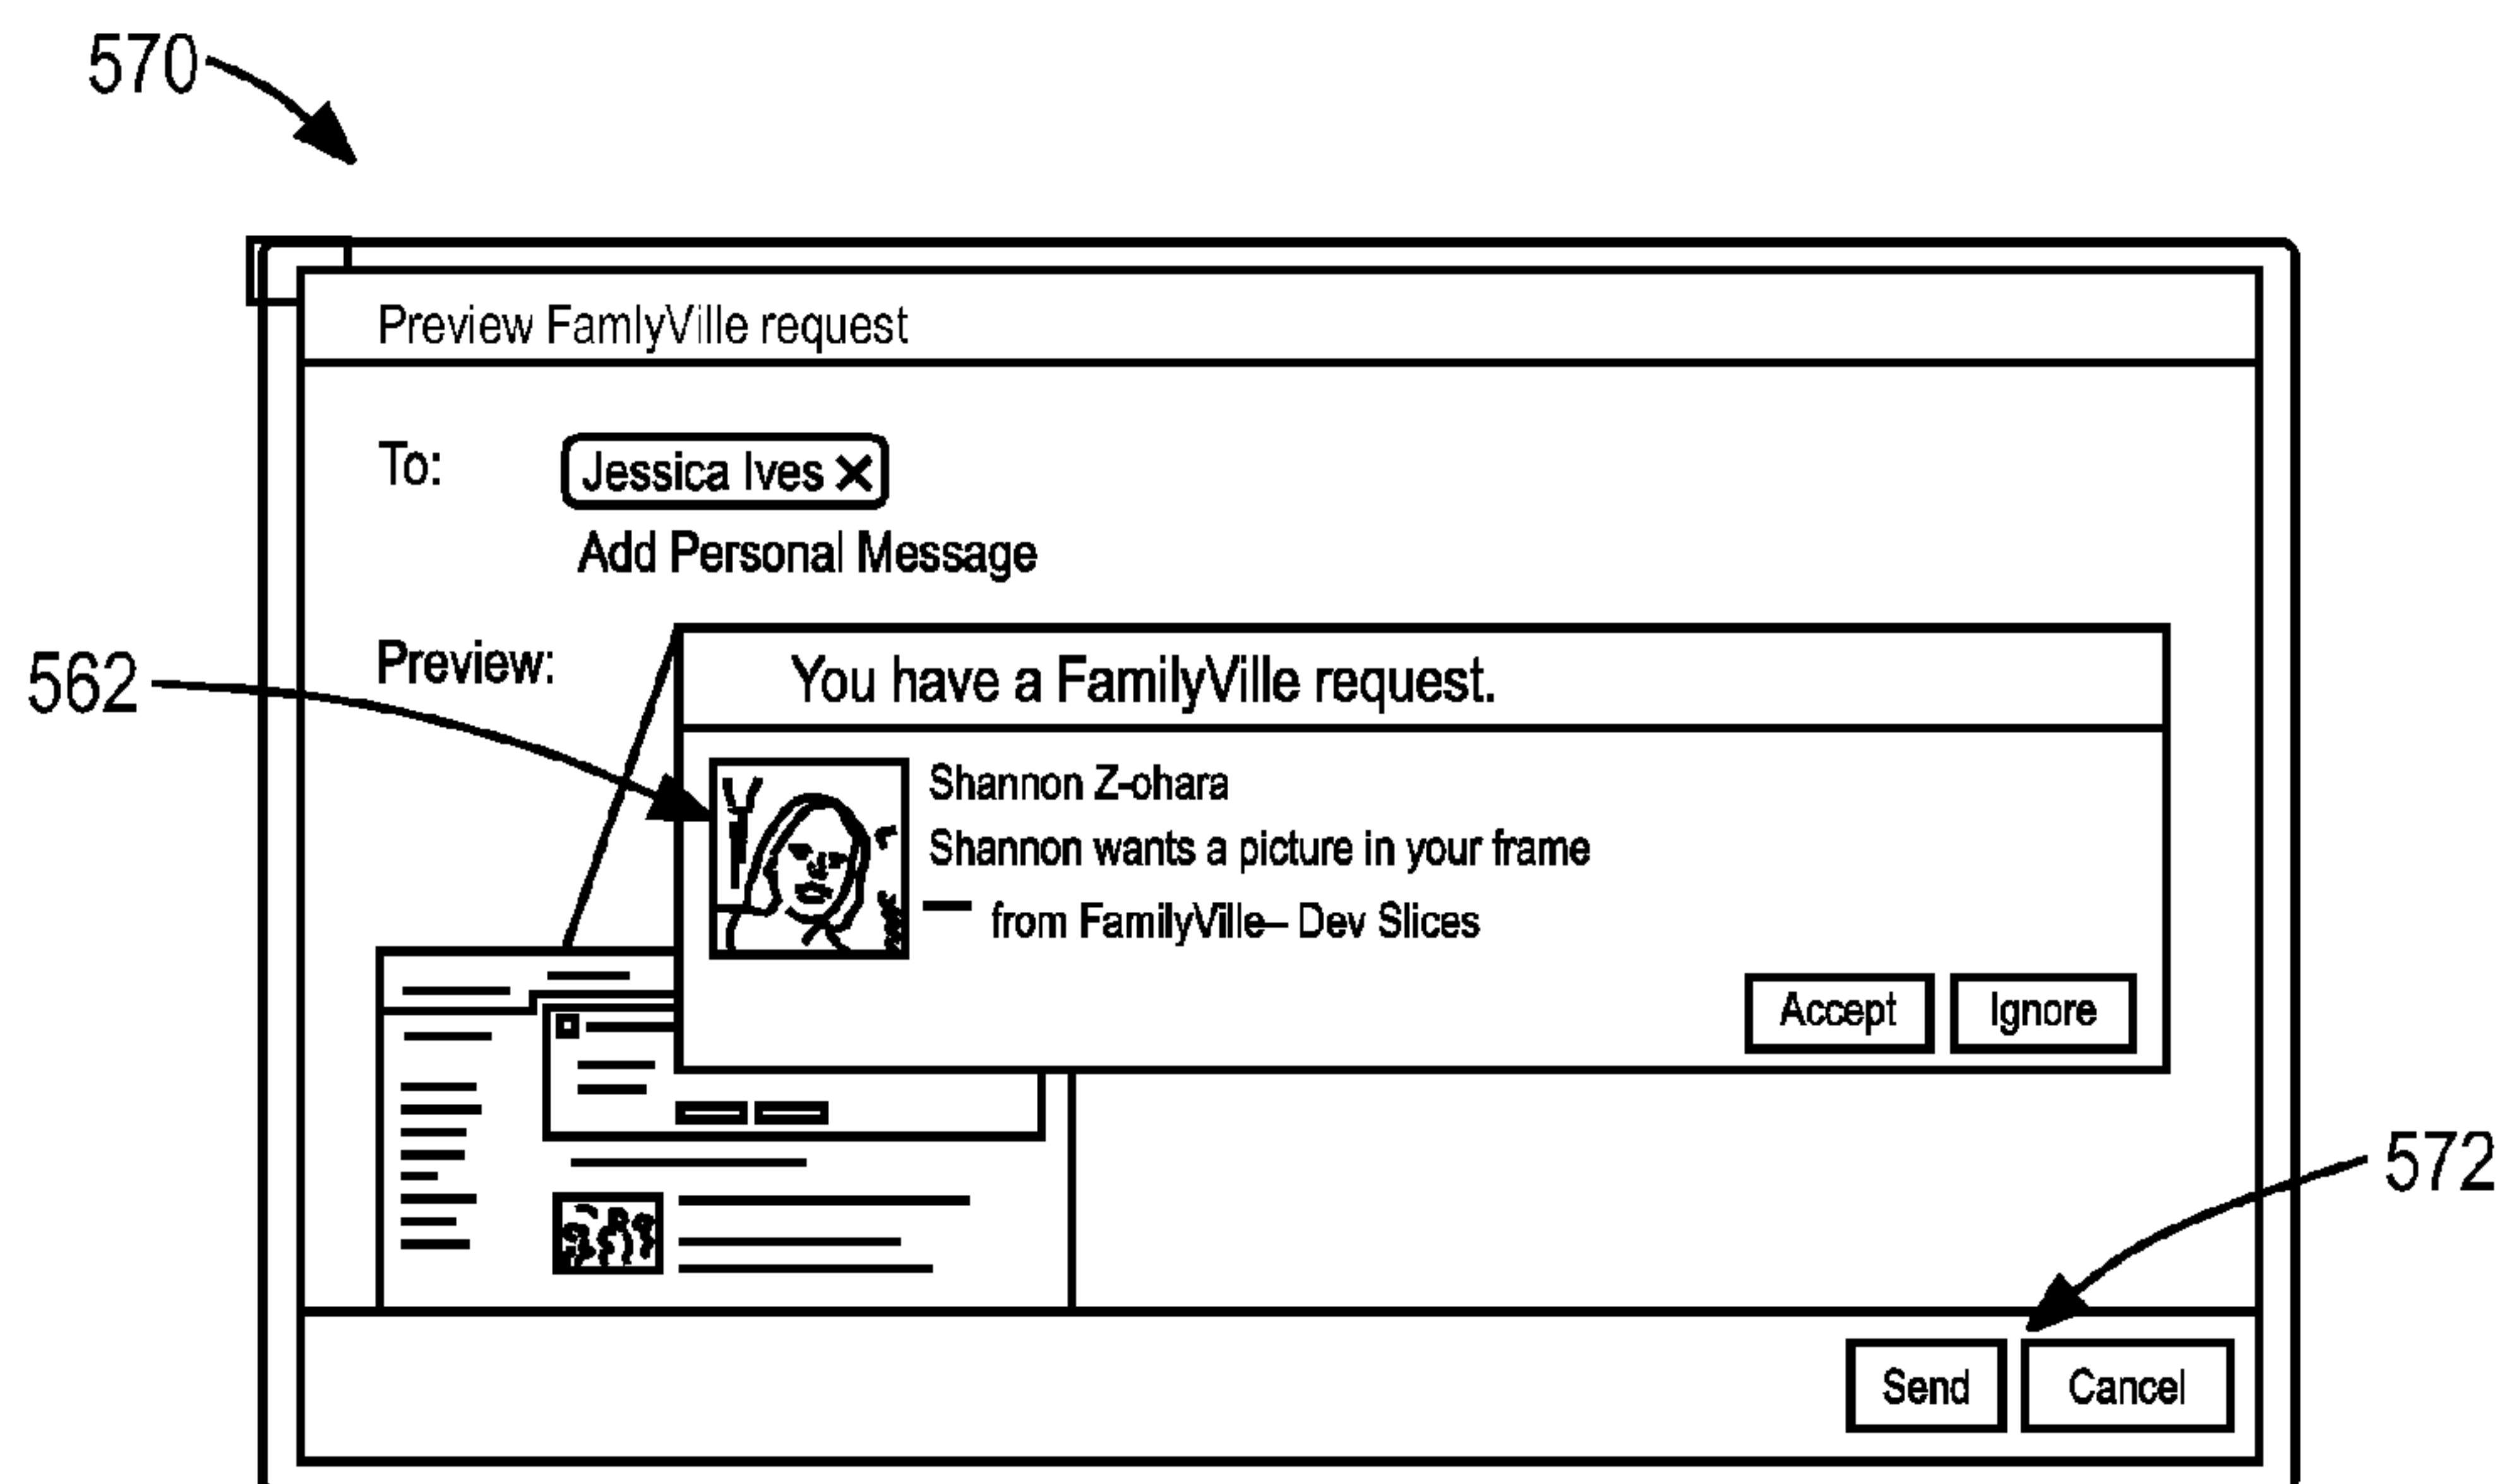 570
Preview FamlyVille request
To: Jessica Ives ×
Add Personal Message
Preview:
562
You have a FamilyVille request.
Shannon Z-ohara
Shannon wants a picture in your frame
— from FamilyVille— Dev Slices
Accept Ignore
572
Send Cancel